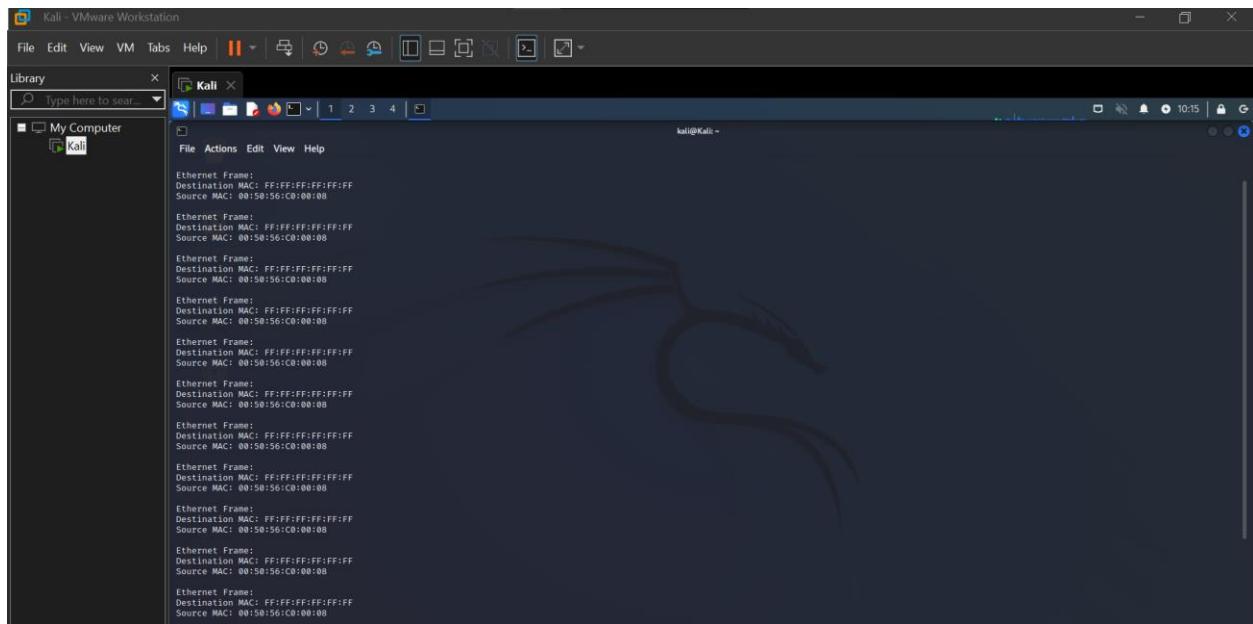 Kali - VMware Workstation
File Edit View VM Tabs Help
Library
Kali
Type here to sear...
1 2 3 4
10:15
My Computer
Kali
kali@Kali: ~
File Actions Edit View Help
Ethernet Frame:
Destination MAC: FF:FF:FF:FF:FF:FF
Source MAC: 00:50:56:C0:00:08
Ethernet Frame:
Destination MAC: FF:FF:FF:FF:FF:FF
Source MAC: 00:50:56:C0:00:08
Ethernet Frame:
Destination MAC: FF:FF:FF:FF:FF:FF
Source MAC: 00:50:56:C0:00:08
Ethernet Frame:
Destination MAC: FF:FF:FF:FF:FF:FF
Source MAC: 00:50:56:C0:00:08
Ethernet Frame:
Destination MAC: FF:FF:FF:FF:FF:FF
Source MAC: 00:50:56:C0:00:08
Ethernet Frame:
Destination MAC: FF:FF:FF:FF:FF:FF
Source MAC: 00:50:56:C0:00:08
Ethernet Frame:
Destination MAC: FF:FF:FF:FF:FF:FF
Source MAC: 00:50:56:C0:00:08
Ethernet Frame:
Destination MAC: FF:FF:FF:FF:FF:FF
Source MAC: 00:50:56:C0:00:08
Ethernet Frame:
Destination MAC: FF:FF:FF:FF:FF:FF
Source MAC: 00:50:56:C0:00:08
Ethernet Frame:
Destination MAC: FF:FF:FF:FF:FF:FF
Source MAC: 00:50:56:C0:00:08
Ethernet Frame:
Destination MAC: FF:FF:FF:FF:FF:FF
Source MAC: 00:50:56:C0:00:08